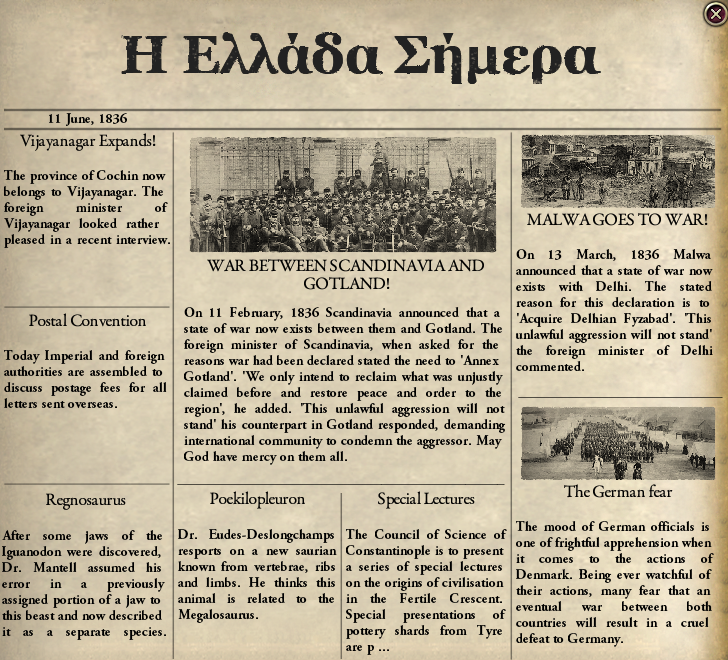 Η Ελλάδα Σήμερα
11 June, 1836
Vijayanagar Expands!
The province of Cochin now
belongs to Vijayanagar. The
foreign minister of
Vijayanagar looked rather
pleased in a recent interview.
Postal Convention
Today Imperial and foreign
authorities are assembled to
discuss postage fees for all
letters sent overseas.
Regnosaurus
After some jaws of the
Iguanodon were discovered,
Dr. Mantell assumed his
error in a previously
assigned portion of a jaw to
this beast and now described
it as a separate species.
WAR BETWEEN SCANDINAVIA AND
GOTLAND!
On 11 February, 1836 Scandinavia announced that a
state of war now exists between them and Gotland. The
foreign minister of Scandinavia, when asked for the
reasons war had been declared stated the need to 'Annex
Gotland'. 'We only intend to reclaim what was unjustly
claimed before and restore peace and order to the
region', he added. 'This unlawful aggression will not
stand' his counterpart in Gotland responded, demanding
international community to condemn the aggressor. May
God have mercy on them all.
Poekilopleuron
Dr. Eudes-Deslongchamps
resports on a new saurian
known from vertebrae, ribs
and limbs. He thinks this
animal is related to the
Megalosaurus.
Special Lectures
The Council of Science of
Constantinople is to present
a series of special lectures
on the origins of civilisation
in the Fertile Crescent.
Special presentations of
pottery shards from Tyre
are p ...
MALWA GOES TO WAR!
On 13 March, 1836 Malwa
announced that a state of war now
exists with Delhi. The stated
reason for this declaration is to
'Acquire Delhian Fyzabad'. 'This
unlawful aggression will not stand'
the foreign minister of Delhi
commented.
The German fear
The mood of German officials is
one of frightful apprehension when
it comes to the actions of
Denmark. Being ever watchful of
their actions, many fear that an
eventual war between both
countries will result in a cruel
defeat to Germany.